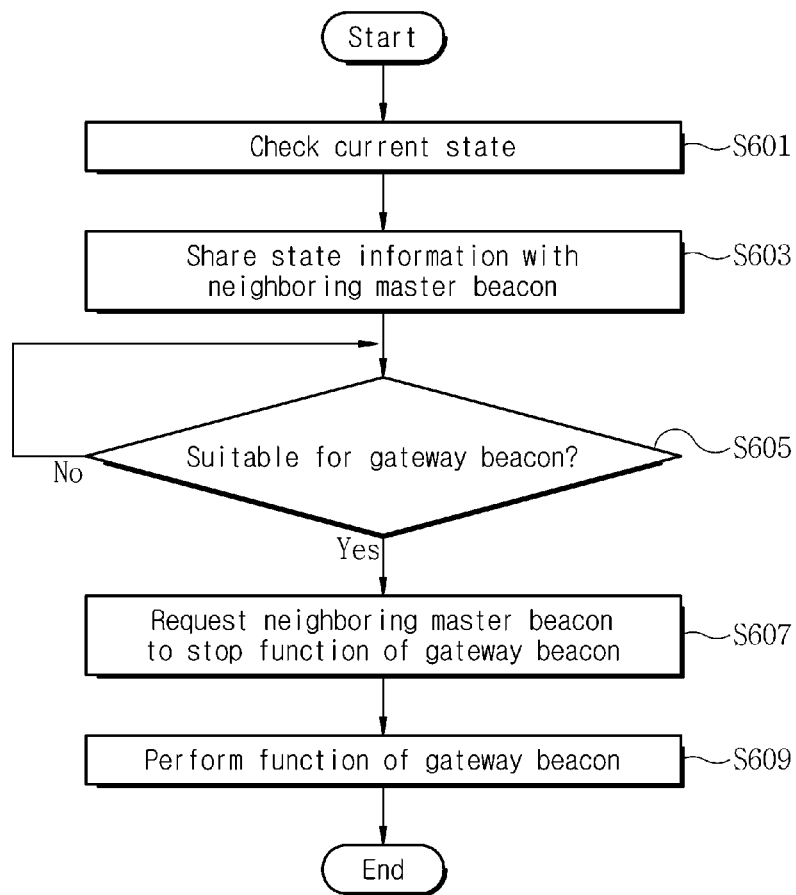 Start
Check current state
S601
Share state information with
neighboring master beacon
S603
Suitable for gateway beacon?
S605
No
Yes
Request neighboring master beacon
to stop function of gateway beacon
S607
Perform function of gateway beacon
S609
End